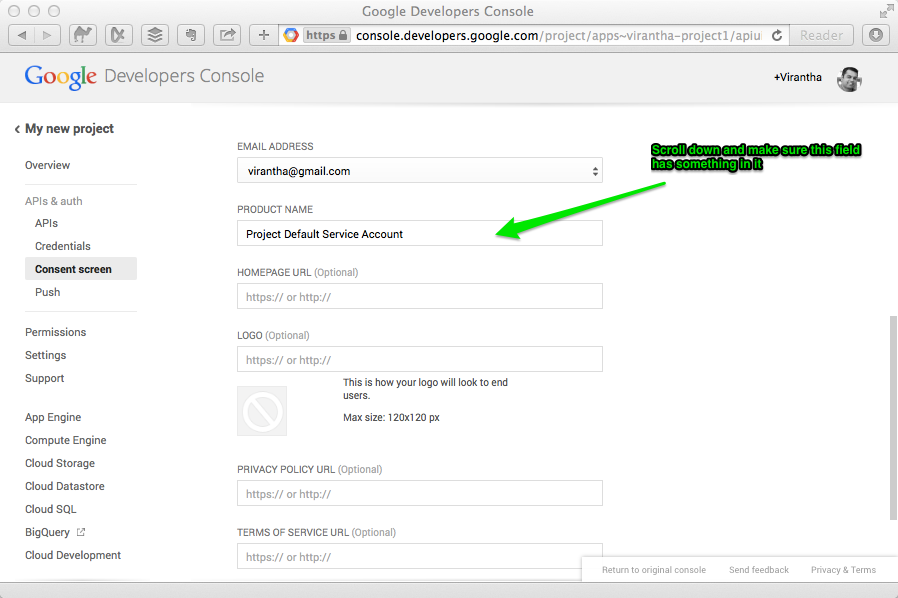 Google Developers Console
https
console.developers.google.com/project/apps~virantha-project1/apiui
Reader
Google Developers Console
+Virantha
‹ My new project
Overview
APIs & auth
APIs
Credentials
Consent screen
Push
Permissions
Settings
Support
App Engine
Compute Engine
Cloud Storage
Cloud Datastore
Cloud SQL
BigQuery
Cloud Development
EMAIL ADDRESS
virantha@gmail.com
PRODUCT NAME
Project Default Service Account
HOMEPAGE URL (Optional)
https:// or http://
LOGO (Optional)
https:// or http://
This is how your logo will look to end
users.
Max size: 120x120 px
PRIVACY POLICY URL (Optional)
https:// or http://
TERMS OF SERVICE URL (Optional)
https:// or http://
Scroll down and make sure this field
has something in it
Return to original console
Send feedback
Privacy & Terms